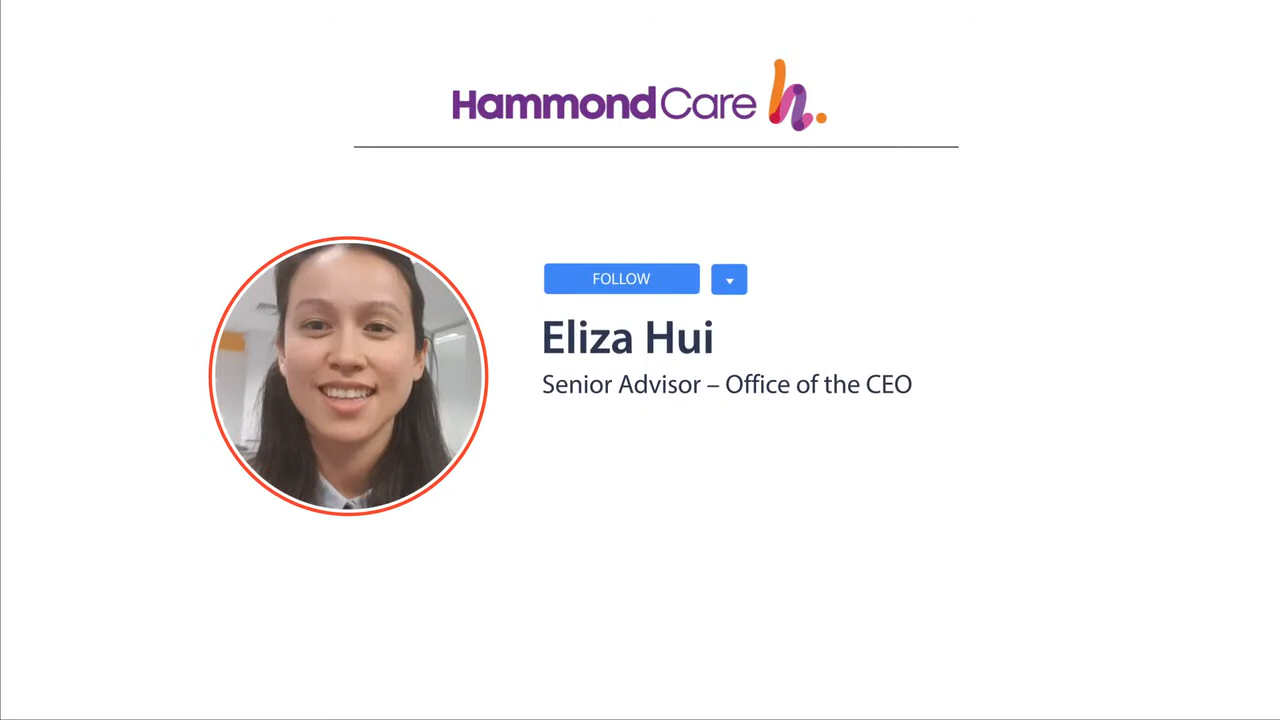 HammondCare h.
FOLLOW
Eliza Hui
Senior Advisor – Office of the CEO